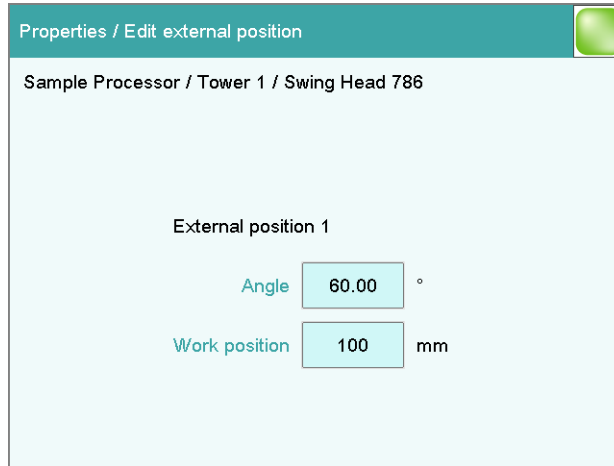 Properties / Edit external position
Sample Processor / Tower 1 / Swing Head 786
External position 1
Angle 60.00 °
Work position 100 mm